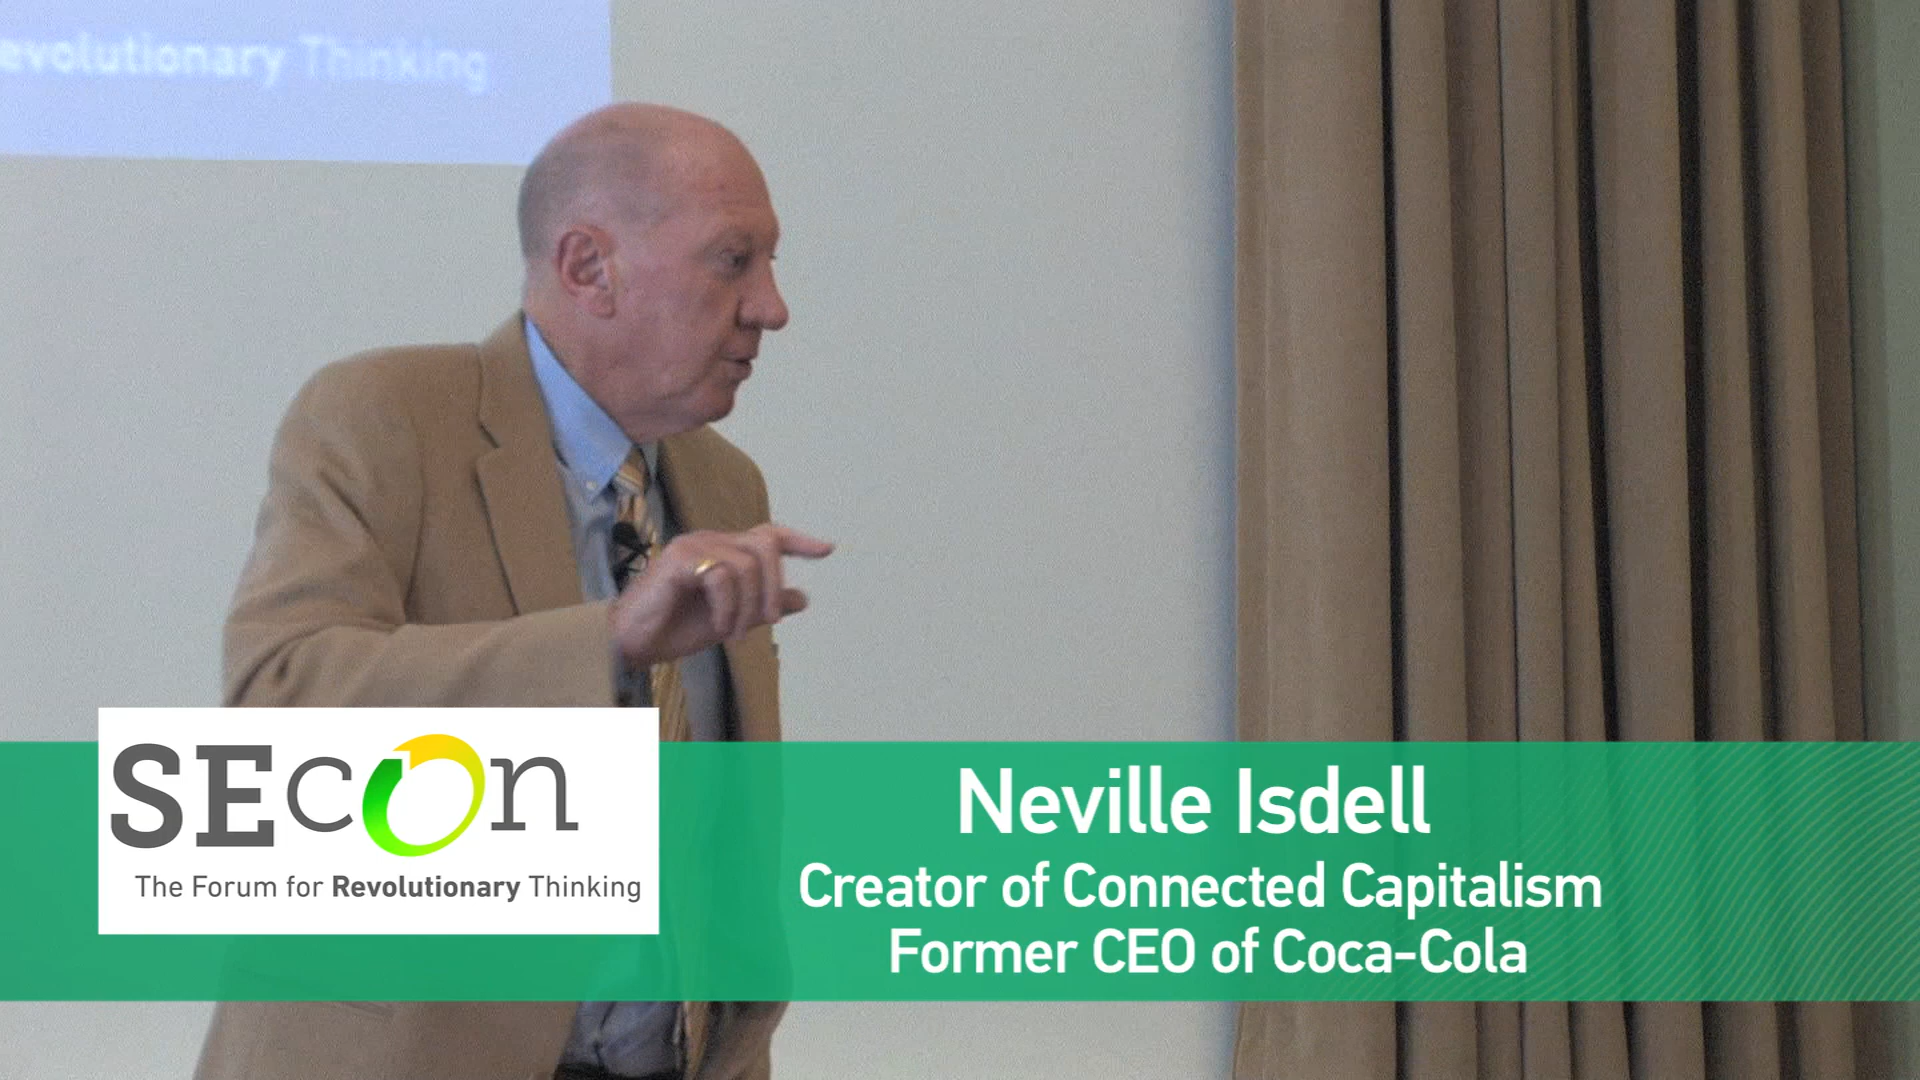 evolutionary Thinking
SEcon
The Forum for Revolutionary Thinking
Neville Isdell
Creator of Connected Capitalism
Former CEO of Coca-Cola